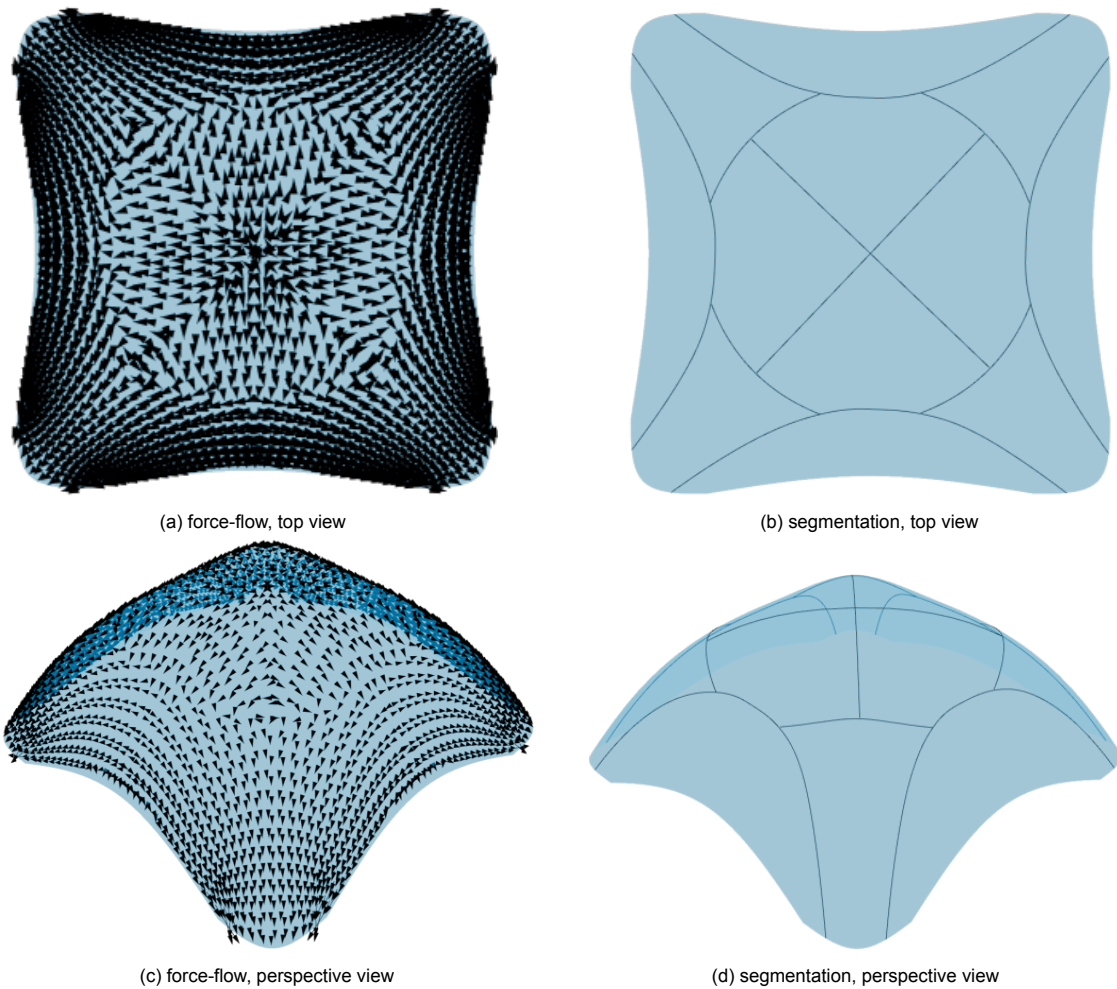 (a) force-flow, top view
(b) segmentation, top view
(c) force-flow, perspective view
(d) segmentation, perspective view